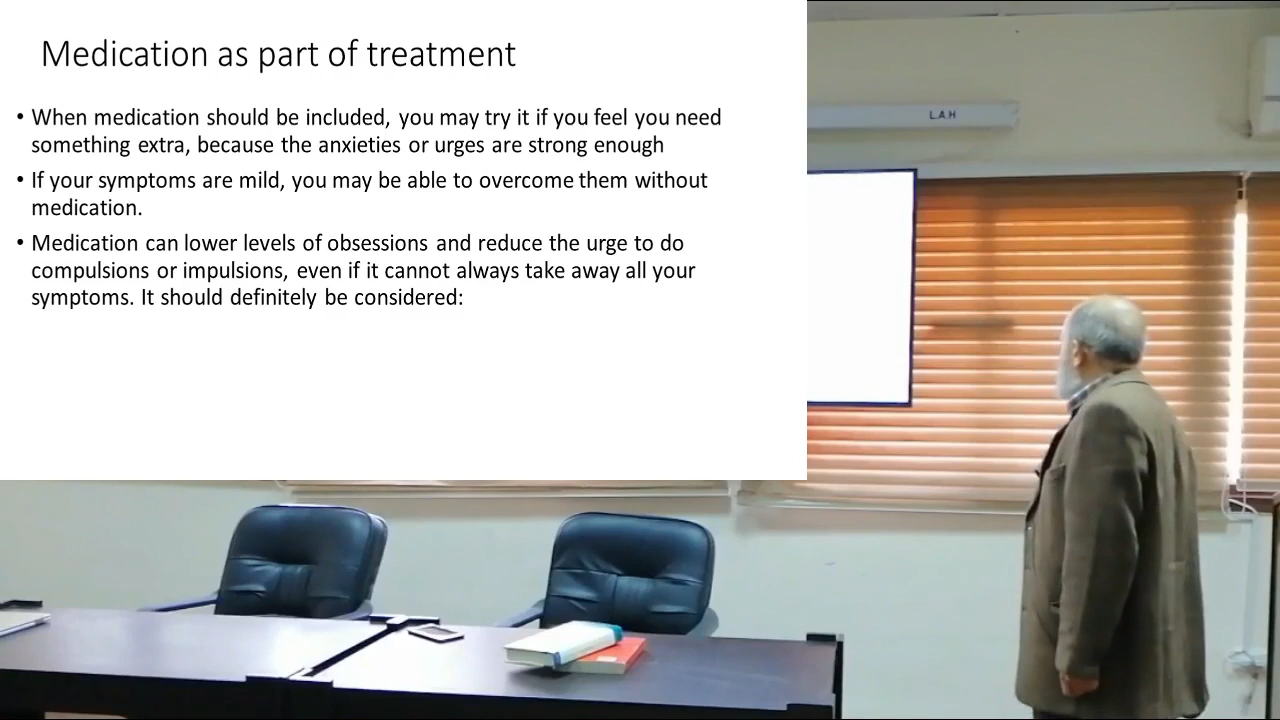 Medication as part of treatment
• When medication should be included, you may try it if you feel you need
something extra, because the anxieties or urges are strong enough
• If your symptoms are mild, you may be able to overcome them without
medication.
• Medication can lower levels of obsessions and reduce the urge to do
compulsions or impulsions, even if it cannot always take away all your
symptoms. It should definitely be considered:
L.A.H